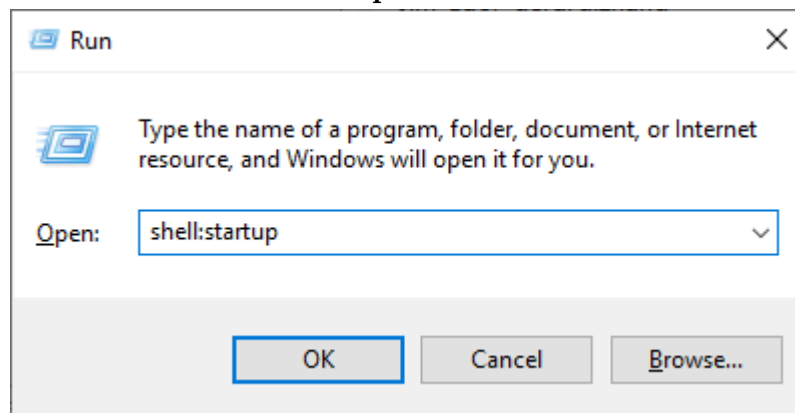 Run
Type the name of a program, folder, document, or Internet
resource, and Windows will open it for you.
Open:
shell:startup
OK
Cancel
Browse...